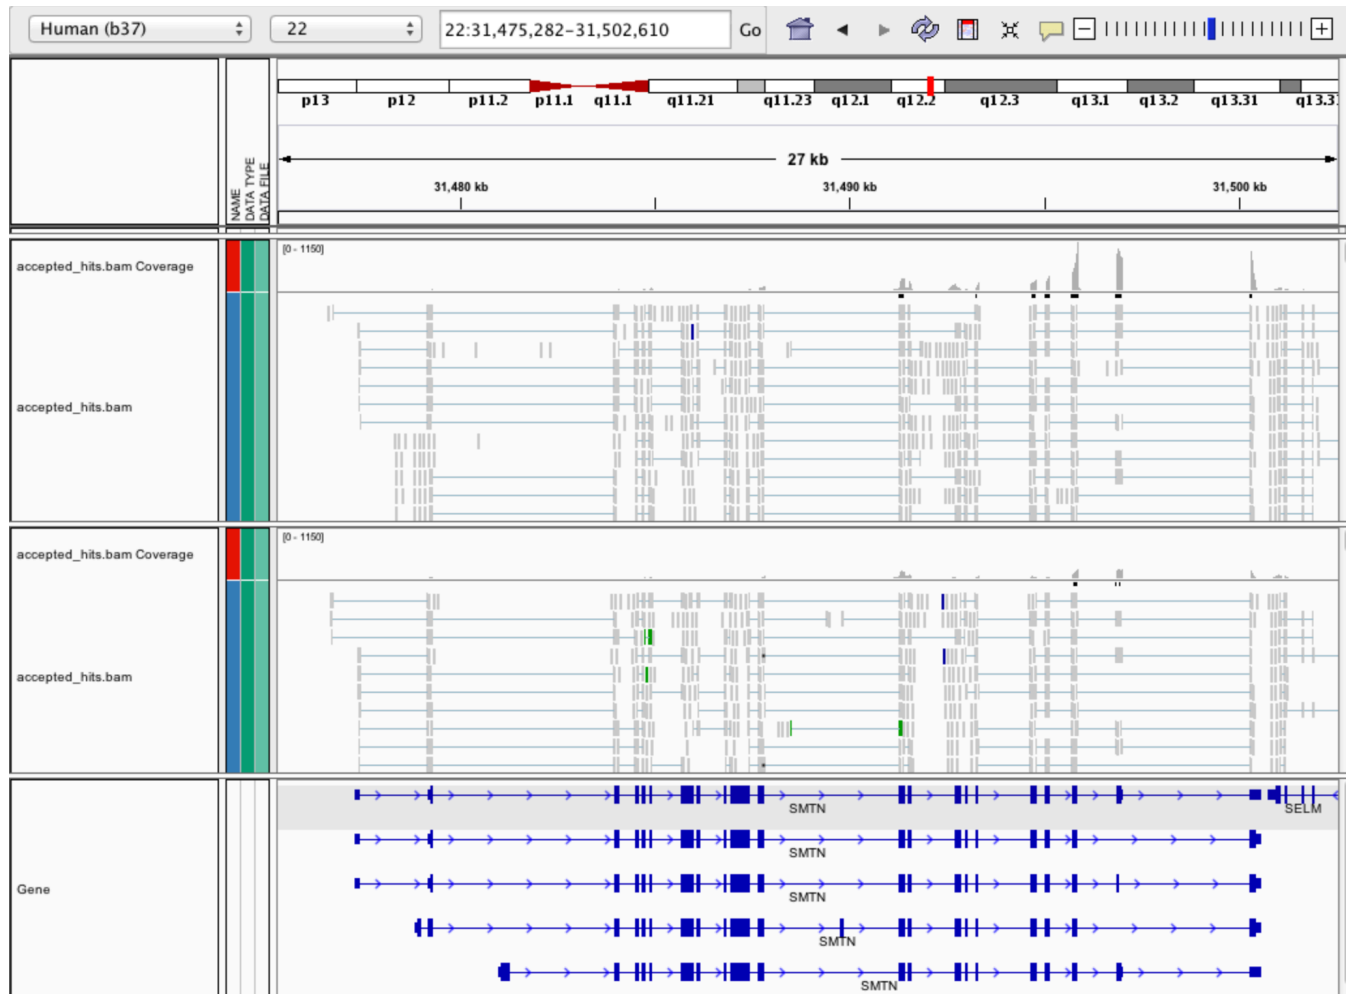 Human (b37) 22 22:31,475,282-31,502,610 Go
p13 p12 p11.2 p11.1 q11.1 q11.21 q11.23 q12.1 q12.2 q12.3 q13.1 q13.2 q13.31 q13.3
27 kb
NAME
DATA TYPE
DATA FILE
31,480 kb 31,490 kb 31,500 kb
[0 - 1150]
accepted_hits.bam Coverage
accepted_hits.bam
[0 - 1150]
accepted_hits.bam Coverage
accepted_hits.bam
SMTN SELM
SMTN
Gene
SMTN
SMTN
SMTN